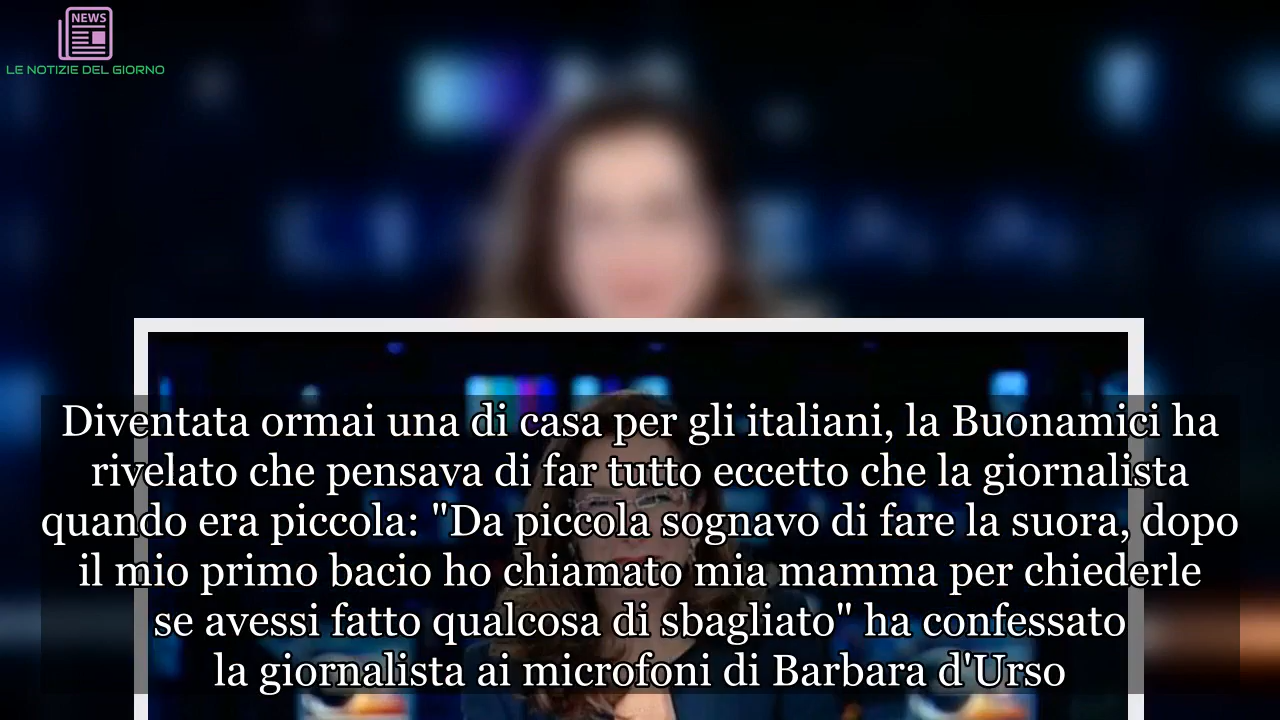 NEWS
LE NOTIZIE DEL GIORNO
Diventata ormai una di casa per gli italiani, la Buonamici ha
rivelato che pensava di far tutto eccetto che la giornalista
quando era piccola: "Da piccola sognavo di fare la suora, dopo
il mio primo bacio ho chiamato mia mamma per chiederle
se avessi fatto qualcosa di sbagliato" ha confessato
la giornalista ai microfoni di Barbara d'Urso